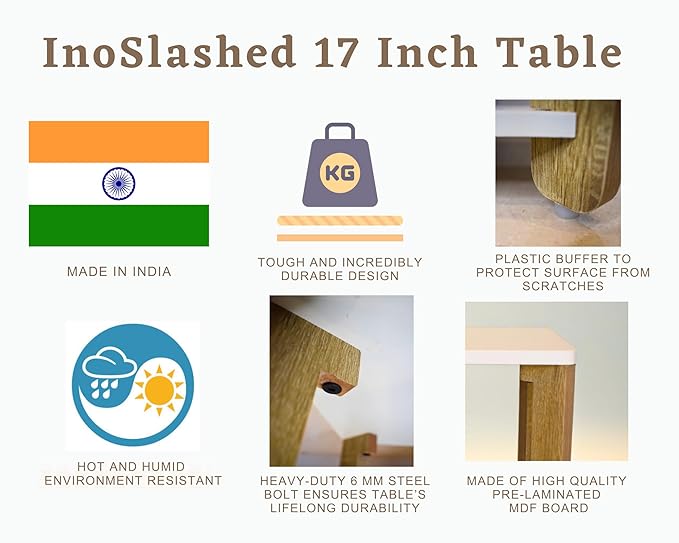 InoSlashed 17 Inch Table
KG
MADE IN INDIA
TOUGH AND INCREDIBLY
DURABLE DESIGN
PLASTIC BUFFER TO
PROTECT SURFACE FROM
SCRATCHES
HOT AND HUMID
ENVIRONMENT RESISTANT
HEAVY-DUTY 6 MM STEEL
BOLT ENSURES TABLE'S
LIFELONG DURABILITY
MADE OF HIGH QUALITY
PRE-LAMINATED
MDF BOARD